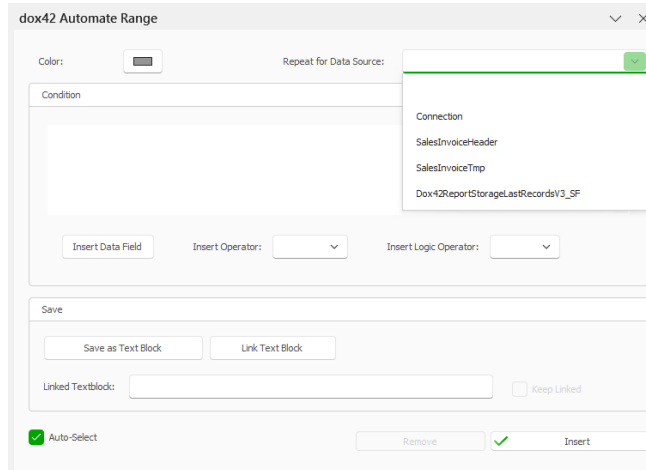 dox42 Automate Range
Color:
Repeat for Data Source:
Connection
SalesInvoiceHeader
SalesInvoiceTmp
Dox42ReportStorageLastRecordsV3_SF
Condition
Insert Data Field
Insert Operator:
Insert Logic Operator:
Save
Save as Text Block
Link Text Block
Linked Textblock:
Keep Linked
Auto-Select
Remove
Insert